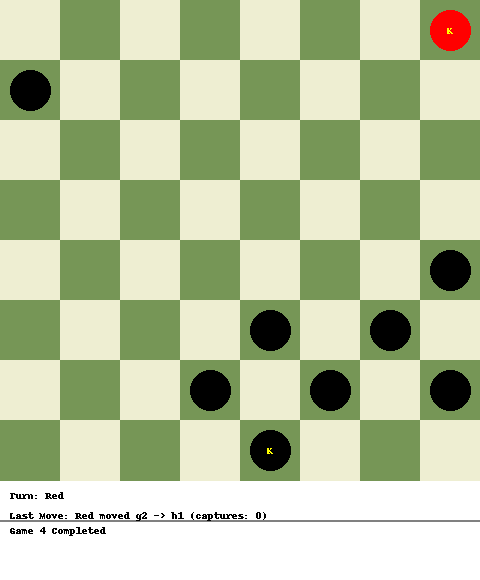 K
K
Turn: Red
Last Move: Red moved g2 -> h1 (captures: 0)
Game 4 Completed